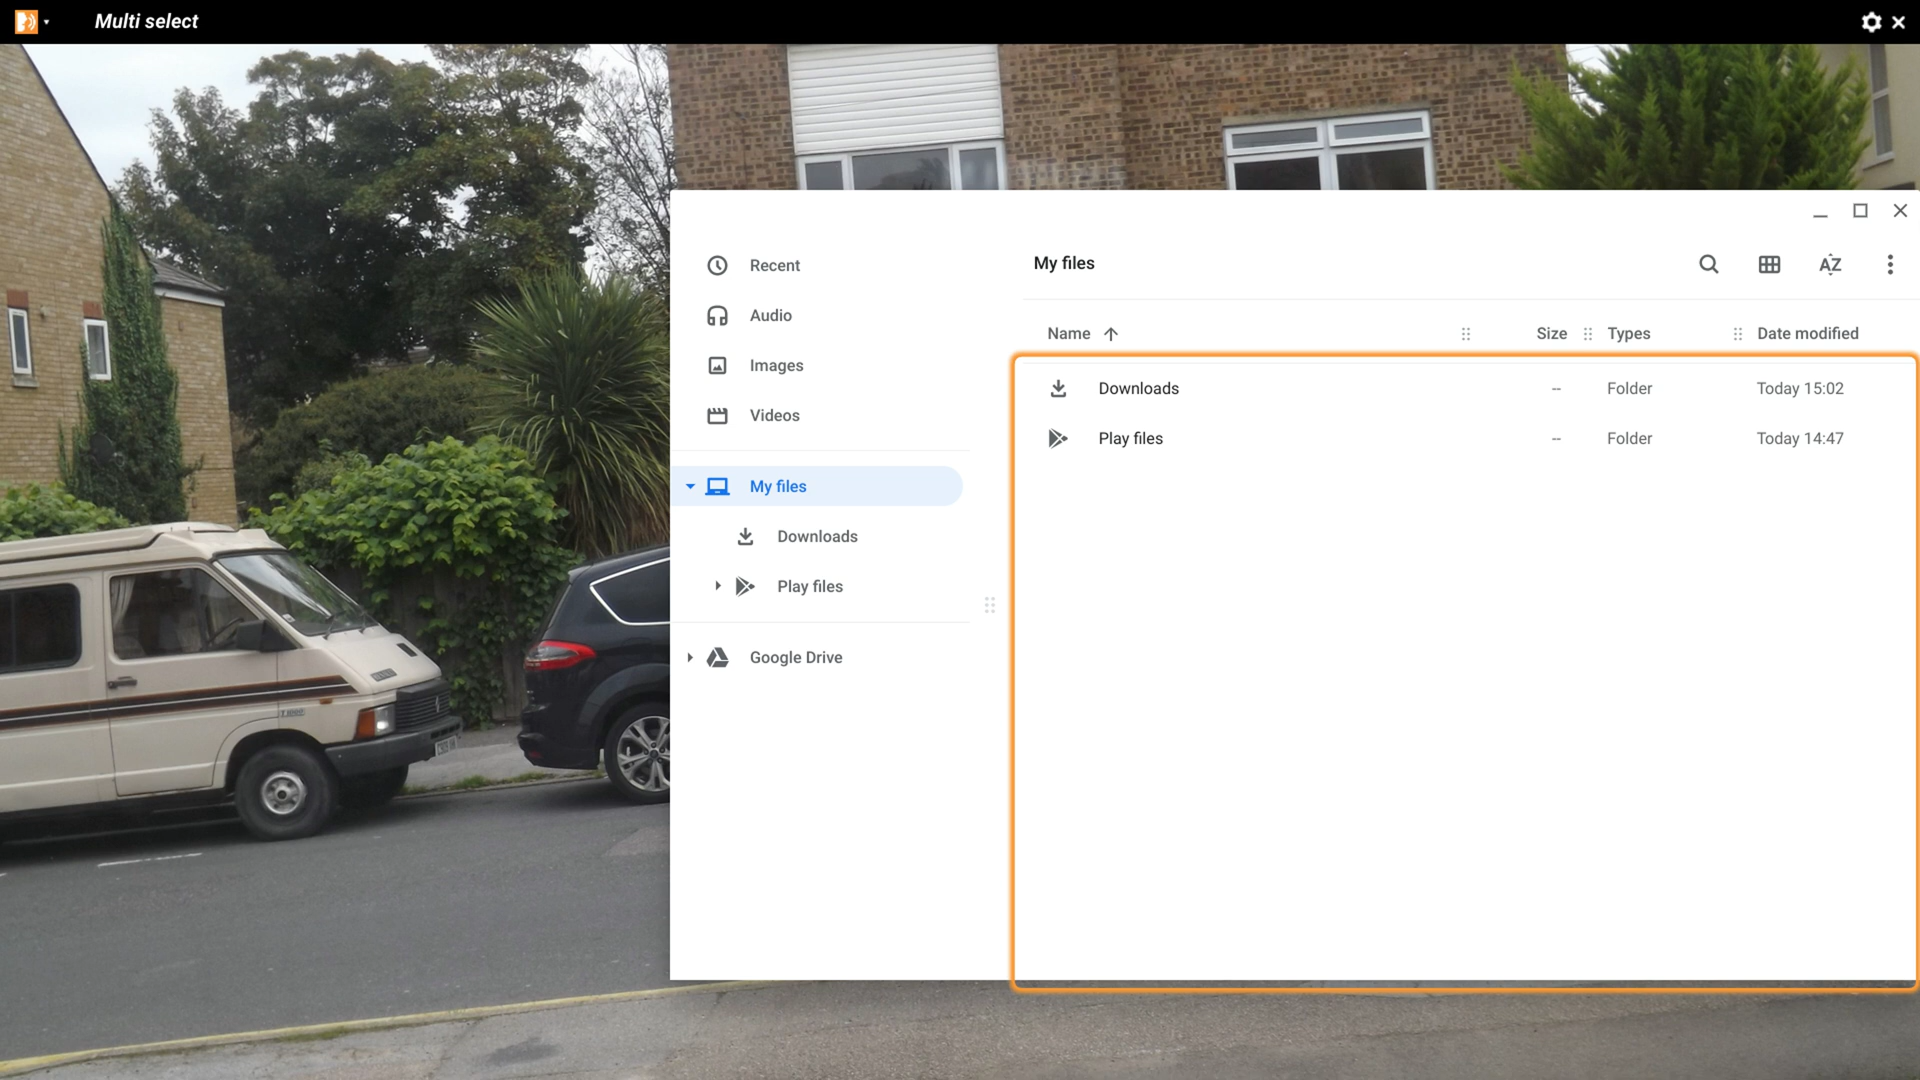 Multi select
Recent
Audio
Images
Videos
My files
Downloads
Play files
Google Drive
My files
AZ
Name Size Types Date modified
Downloads -- Folder Today 15:02
Play files -- Folder Today 14:47